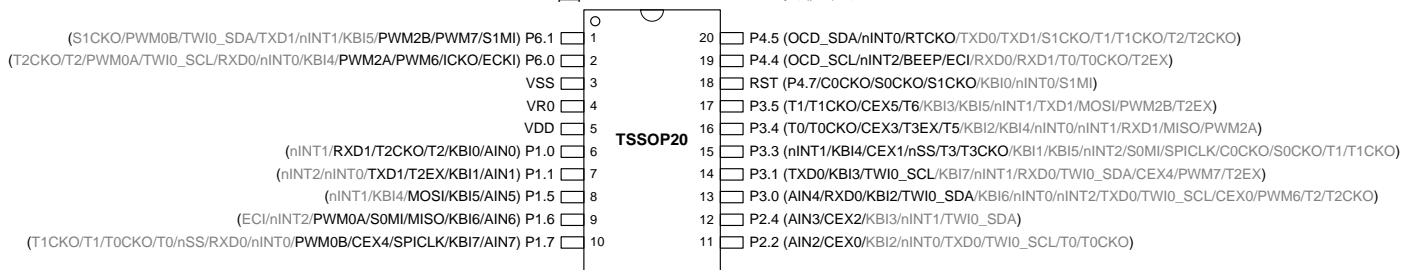 (S1CKO/PWM0B/TWI0_SDA/TXD1/nINT1/KBI5/PWM2B/PWM7/S1MI) P6.1 1
(T2CKO/T2/PWM0A/TWI0_SCL/RXD0/nINT0/KBI4/PWM2A/PWM6/ICKO/ECKI) P6.0 2
VSS 3
VR0 4
VDD 5
(nINT1/RXD1/T2CKO/T2/KBI0/AIN0) P1.0 6
(nINT2/nINT0/TXD1/T2EX/KBI1/AIN1) P1.1 7
(nINT1/KBI4/MOSI/KBI5/AIN5) P1.5 8
(ECI/nINT2/PWM0A/S0MI/MISO/KBI6/AIN6) P1.6 9
(T1CKO/T1/T0CKO/T0/nSS/RXD0/nINT0/PWM0B/CEX4/SPICLK/KBI7/AIN7) P1.7 10
TSSOP20
20 P4.5 (OCD_SDA/nINT0/RTCKO/TXD0/TXD1/S1CKO/T1/T1CKO/T2/T2CKO)
19 P4.4 (OCD_SCL/nINT2/BEEP/ECI/RXD0/RXD1/T0/T0CKO/T2EX)
18 RST (P4.7/C0CKO/S0CKO/S1CKO/KBI0/nINT0/S1MI)
17 P3.5 (T1/T1CKO/CEX5/T6/KBI3/KBI5/nINT1/TXD1/MOSI/PWM2B/T2EX)
16 P3.4 (T0/T0CKO/CEX3/T3EX/T5/KBI2/KBI4/nINT0/nINT1/RXD1/MISO/PWM2A)
15 P3.3 (nINT1/KBI4/CEX1/nSS/T3/T3CKO/KBI1/KBI5/nINT2/S0MI/SPICLK/C0CKO/S0CKO/T1/T1CKO)
14 P3.1 (TXD0/KBI3/TWI0_SCL/KBI7/nINT1/RXD0/TWI0_SDA/CEX4/PWM7/T2EX)
13 P3.0 (AIN4/RXD0/KBI2/TWI0_SDA/KBI6/nINT0/nINT2/TXD0/TWI0_SCL/CEX0/PWM6/T2/T2CKO)
12 P2.4 (AIN3/CEX2/KBI3/nINT1/TWI0_SDA)
11 P2.2 (AIN2/CEX0/KBI2/nINT0/TXD0/TWI0_SCL/T0/T0CKO)